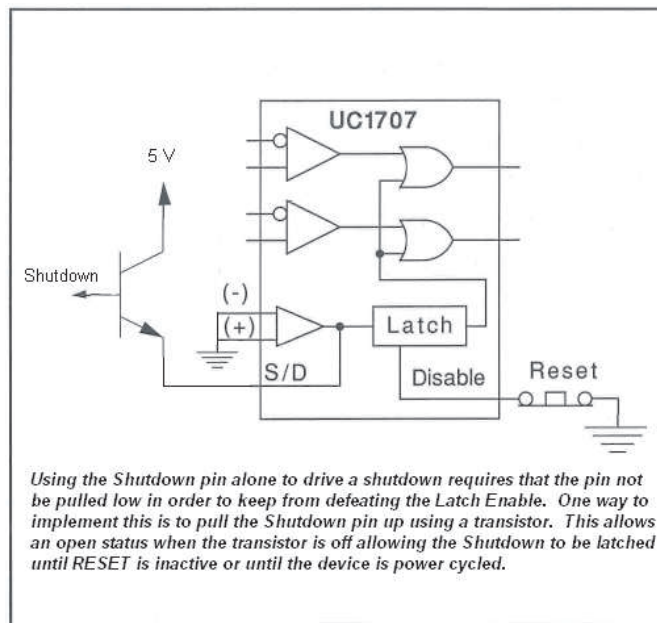 UC1707
5 V
Shutdown
(-)
(+)
S/D
Latch
Disable
Reset
Using the Shutdown pin alone to drive a shutdown requires that the pin not
be pulled low in order to keep from defeating the Latch Enable. One way to
implement this is to pull the Shutdown pin up using a transistor. This allows
an open status when the transistor is off allowing the Shutdown to be latched
until RESET is inactive or until the device is power cycled.